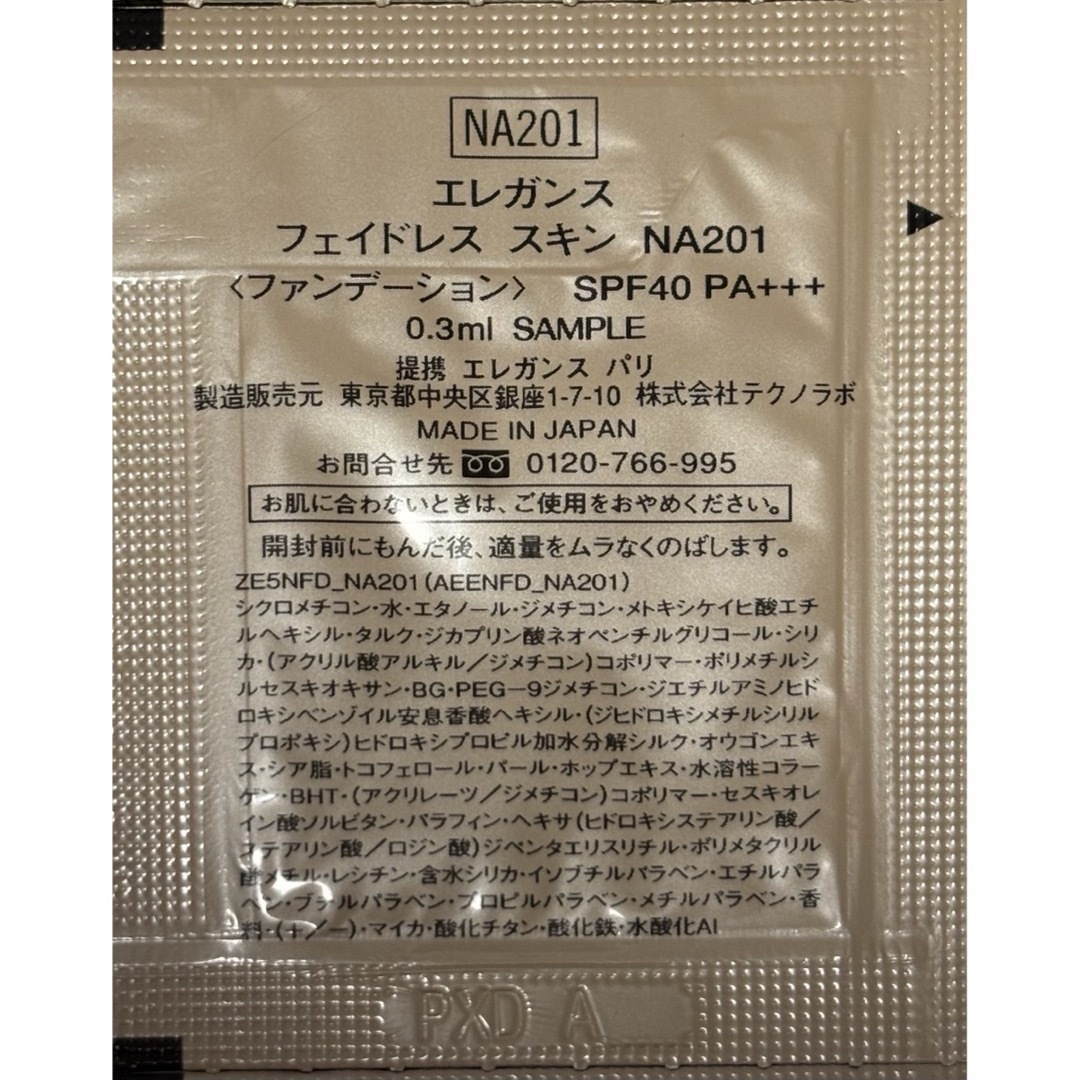 NA201
エレガンス
フェイドレス スキン NA201
〈ファンデーション〉 SPF40 PA+++
0.3ml SAMPLE
提携 エレガンス パリ
製造販売元 東京都中央区銀座1-7-10 株式会社テクノラボ
MADE IN JAPAN
お問合せ先 0120-766-995
お肌に合わないときは、ご使用をおやめください。
開封前にもんだ後、適量をムラなくのばします。
ZE5NFD_NA201(AEENFD_NA201)
シクロメチコン・水・エタノール・ジメチコン・メトキシケイヒ酸エチ
ルヘキシル・タルク・ジカプリン酸ネオペンチルグリコール・シリ
カ・(アクリル酸アルキル/ジメチコン)コポリマー・ポリメチルシ
ルセスキオキサン・BG・PEG-9ジメチコン・ジエチルアミノヒド
ロキシベンゾイル安息香酸ヘキシル・(ジヒドロキシメチルシリル
プロポキシ)ヒドロキシプロピル加水分解シルク・オウゴンエキ
ス・シア脂・トコフェロール・パール・ホップエキス・水溶性コラー
ゲン・BHT・(アクリレーツ/ジメチコン)コポリマー・セスキオレ
イン酸ソルビタン・パラフィン・ヘキサ(ヒドロキシステアリン酸/
ステアリン酸/ロジン酸)ジペンタエリスリチル・ポリメタクリル
酸メチル・レシチン・含水シリカ・イソブチルパラベン・エチルパラ
ベン・ブチルパラベン・プロピルパラベン・メチルパラベン・香
料・(+/-)・マイカ・酸化チタン・酸化鉄・水酸化Al
PXD A